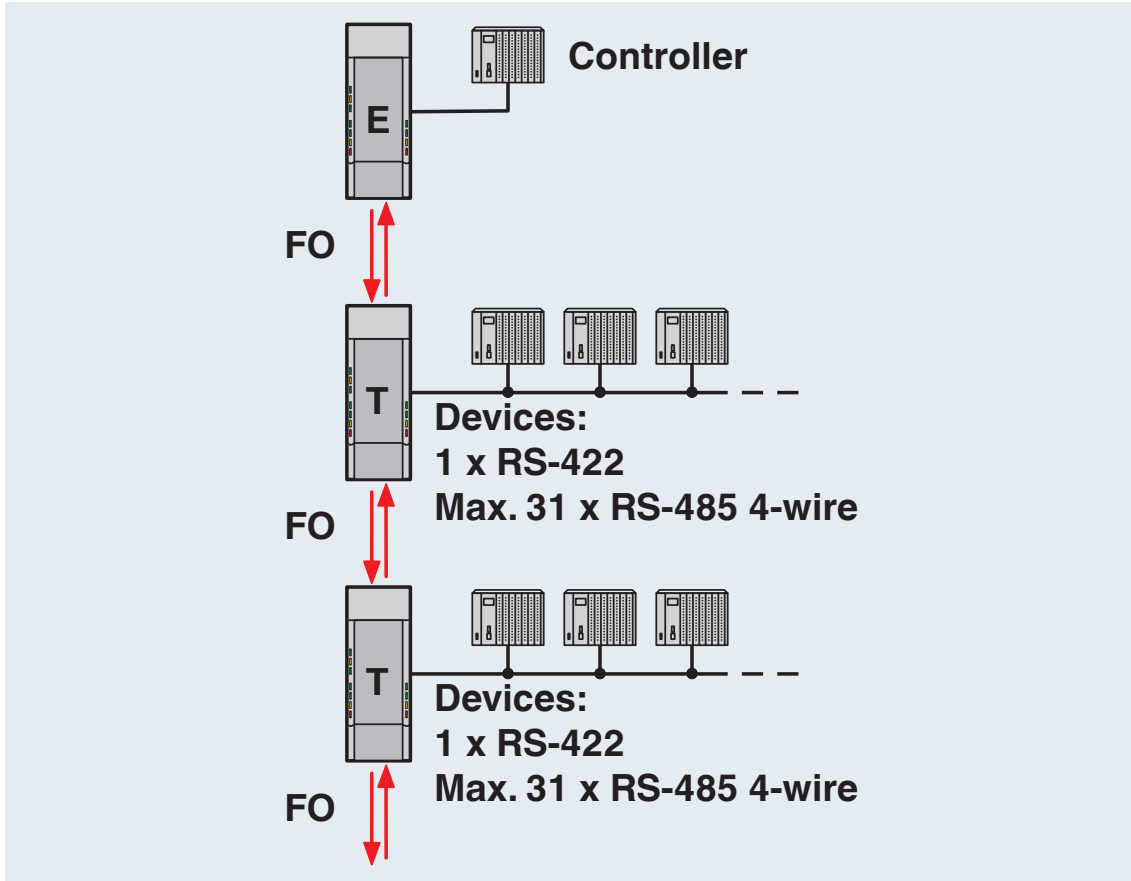 Controller
E
FO
T
Devices:
1 x RS-422
Max. 31 x RS-485 4-wire
FO
T
Devices:
1 x RS-422
Max. 31 x RS-485 4-wire
FO